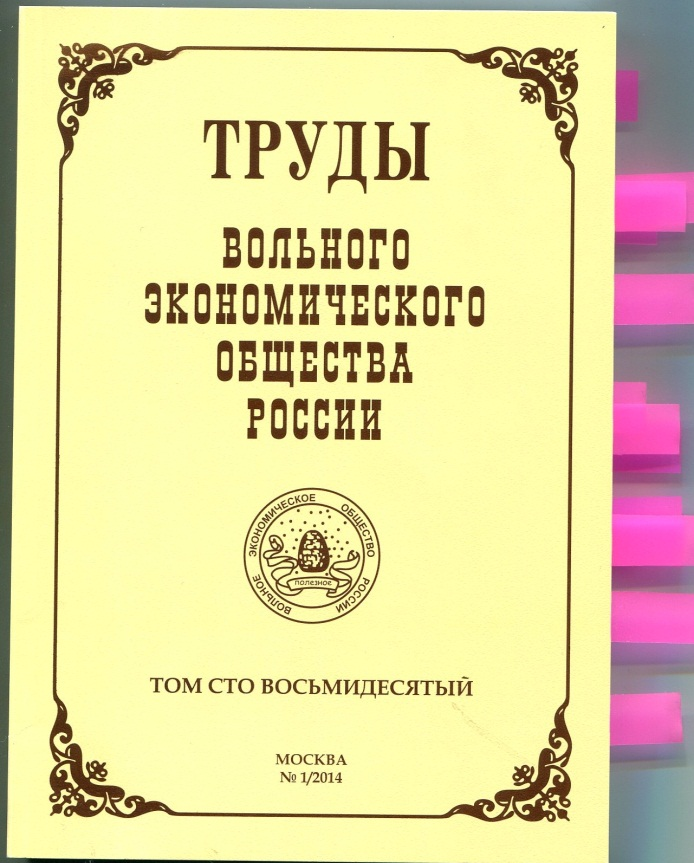 ТРУДЫ
ВОЛЬНОГО
ЭКОНОМИЧЕСКОГО
ОБЩЕСТВА
РОССИИ
ВОЛЬНОЕ ЭКОНОМИЧЕСКОЕ ОБЩЕСТВО РОССИИ
ПОЛЕЗНОЕ
ТОМ СТО ВОСЬМИДЕСЯТЫЙ
МОСКВА
№ 1/2014